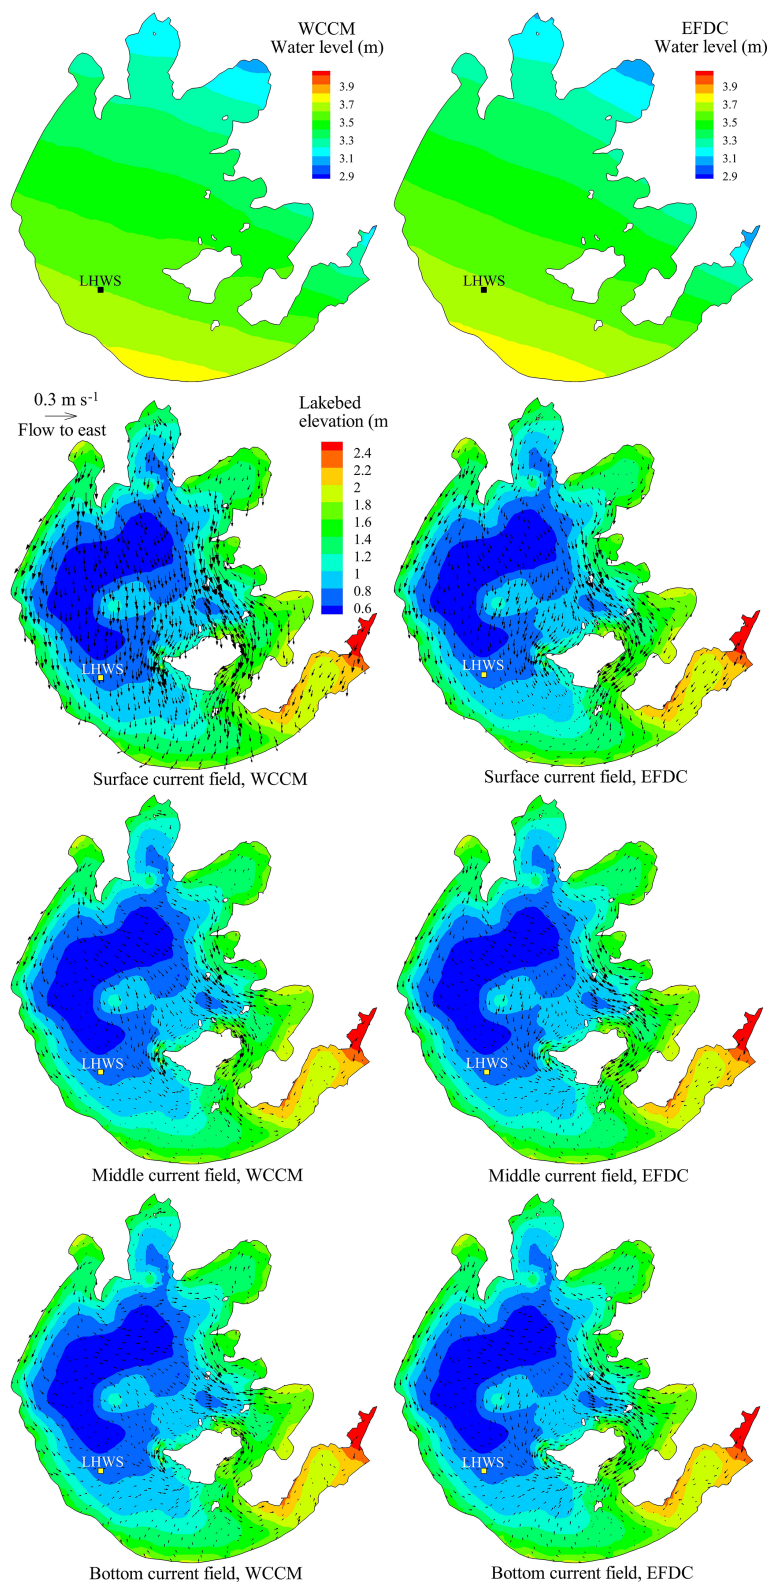 WCCM
Water level (m)
3.9
3.7
3.5
3.3
3.1
2.9
LHWS
EFDC
Water level (m)
3.9
3.7
3.5
3.3
3.1
2.9
LHWS
0.3 m s-1
Flow to east
Lakebed
elevation (m
2.4
2.2
2
1.8
1.6
1.4
1.2
1
0.8
0.6
LHWS
LHWS
Surface current field, WCCM
Surface current field, EFDC
LHWS
LHWS
Middle current field, WCCM
Middle current field, EFDC
LHWS
LHWS
Bottom current field, WCCM
Bottom current field, EFDC